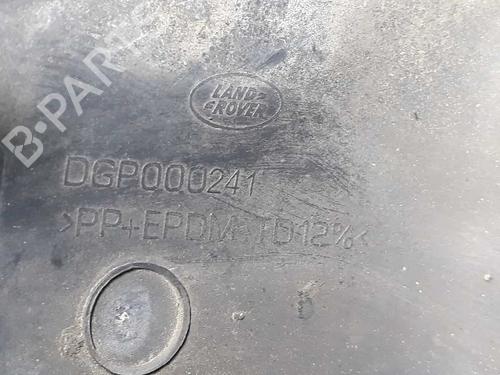 B-PARTS
LAND-
ROVER
DGP000241
>PP+EPDM-TD12%<